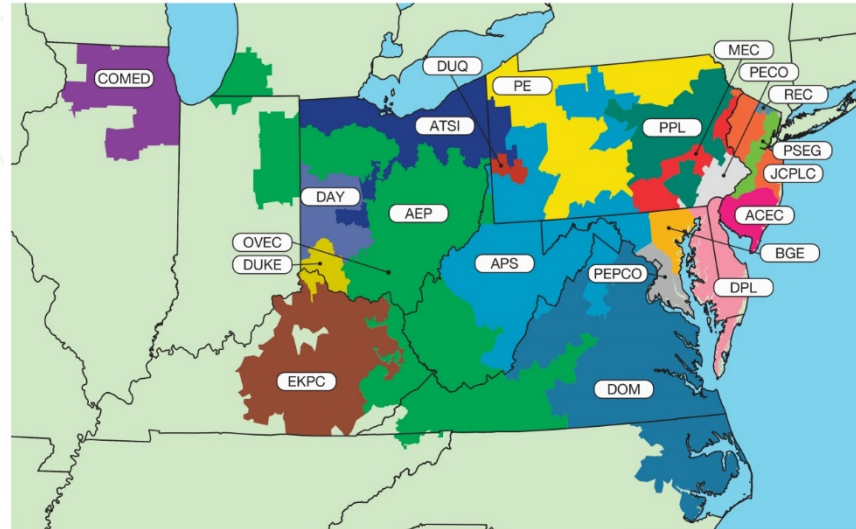 MEC
DUQ
PE
PECO
COMED
REC
ATSI
PPL
PSEG
JCPLC
DAY
AEP
ACEC
OVEC
BGE
DUKE
APS
PEPCO
DPL
EKPC
DOM